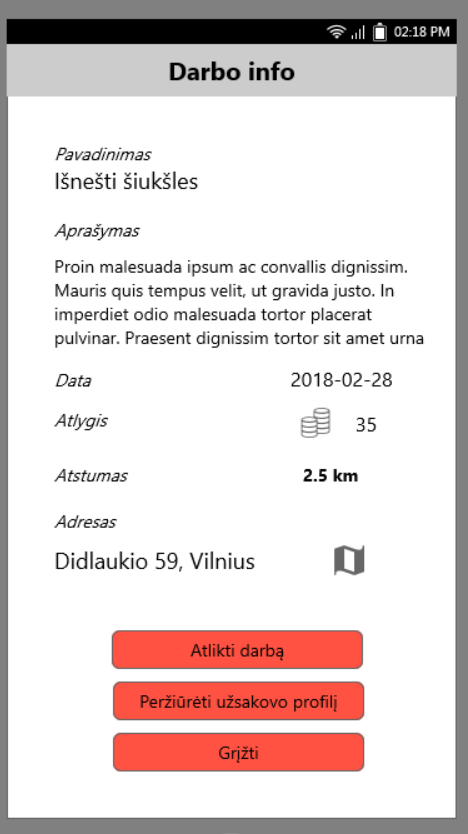 02:18 PM
Darbo info
Pavadinimas
Išnešti šiukšles
Aprašymas
Proin malesuada ipsum ac convallis dignissim.
Mauris quis tempus velit, ut gravida justo. In
imperdiet odio malesuada tortor placerat
pulvinar. Praesent dignissim tortor sit amet urna
Data 2018-02-28
Atlygis 35
Atstumas 2.5 km
Adresas
Didlaukio 59, Vilnius
Atlikti darbą
Peržiūrėti užsakovo profilį
Grįžti